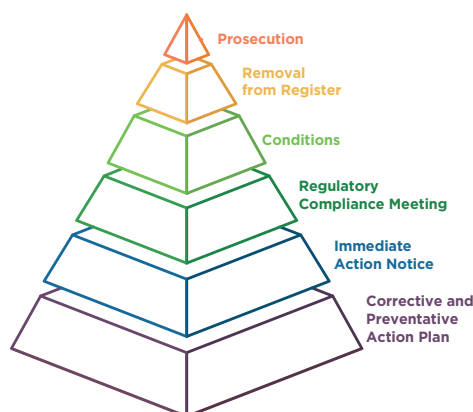 Prosecution
Removal
from Register
Conditions
Regulatory
Compliance Meeting
Immediate
Action Notice
Corrective and
Preventative
Action Plan